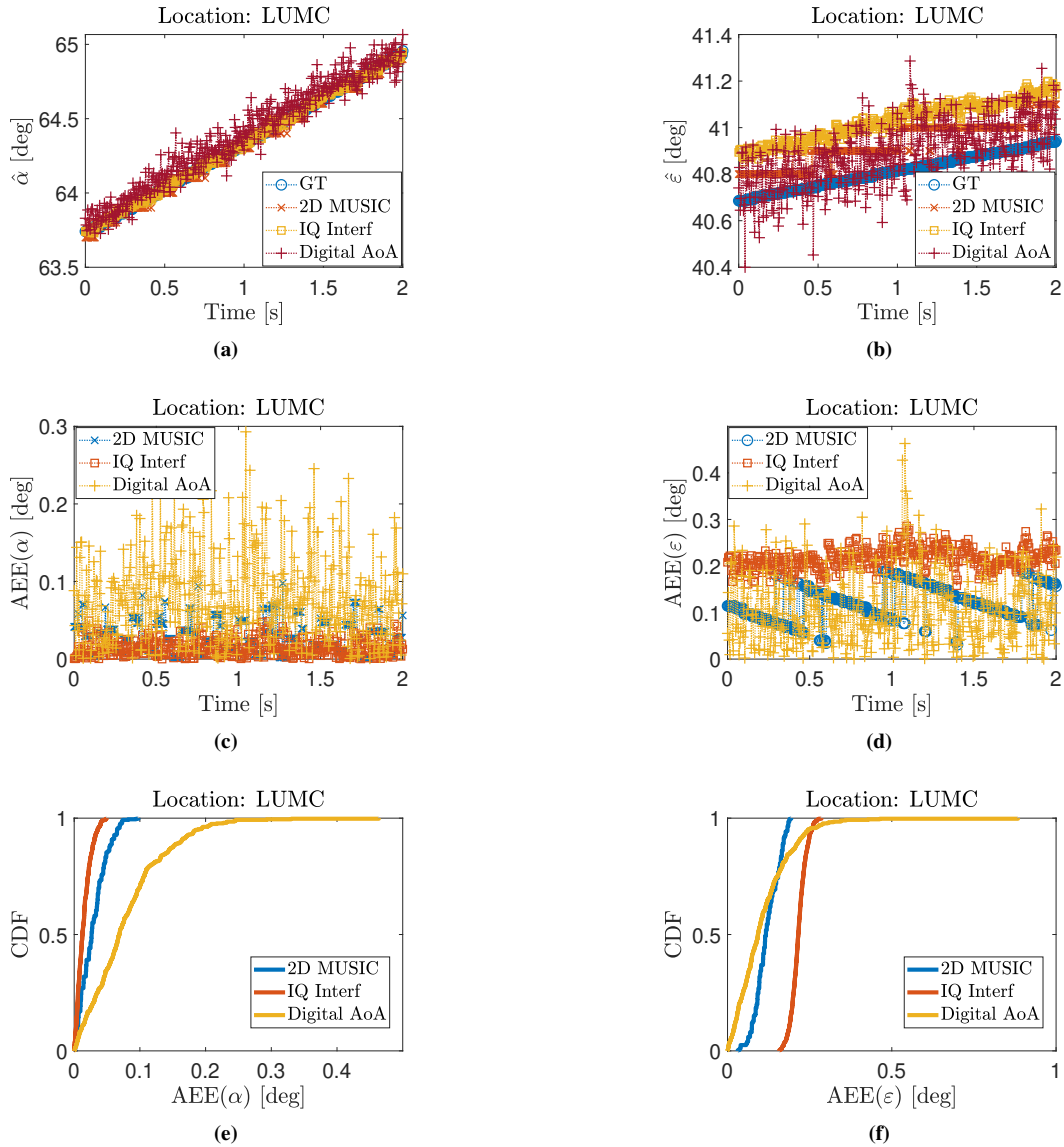 Location: LUMC
65
64.5
64
63.5
α̂ [deg]
GT
2D MUSIC
IQ Interf
Digital AoA
0 0.5 1 1.5 2
Time [s]
(a)
Location: LUMC
41.4
41.2
41
40.8
40.6
40.4
ε̂ [deg]
GT
2D MUSIC
IQ Interf
Digital AoA
0 0.5 1 1.5 2
Time [s]
(b)
Location: LUMC
0.3
0.2
0.1
0
AEE(α) [deg]
2D MUSIC
IQ Interf
Digital AoA
0 0.5 1 1.5 2
Time [s]
(c)
Location: LUMC
0.4
0.3
0.2
0.1
0
AEE(ε) [deg]
2D MUSIC
IQ Interf
Digital AoA
0 0.5 1 1.5 2
Time [s]
(d)
Location: LUMC
1
0.5
0
CDF
2D MUSIC
IQ Interf
Digital AoA
0 0.1 0.2 0.3 0.4
AEE(α) [deg]
(e)
Location: LUMC
1
0.5
0
CDF
2D MUSIC
IQ Interf
Digital AoA
0 0.5 1
AEE(ε) [deg]
(f)